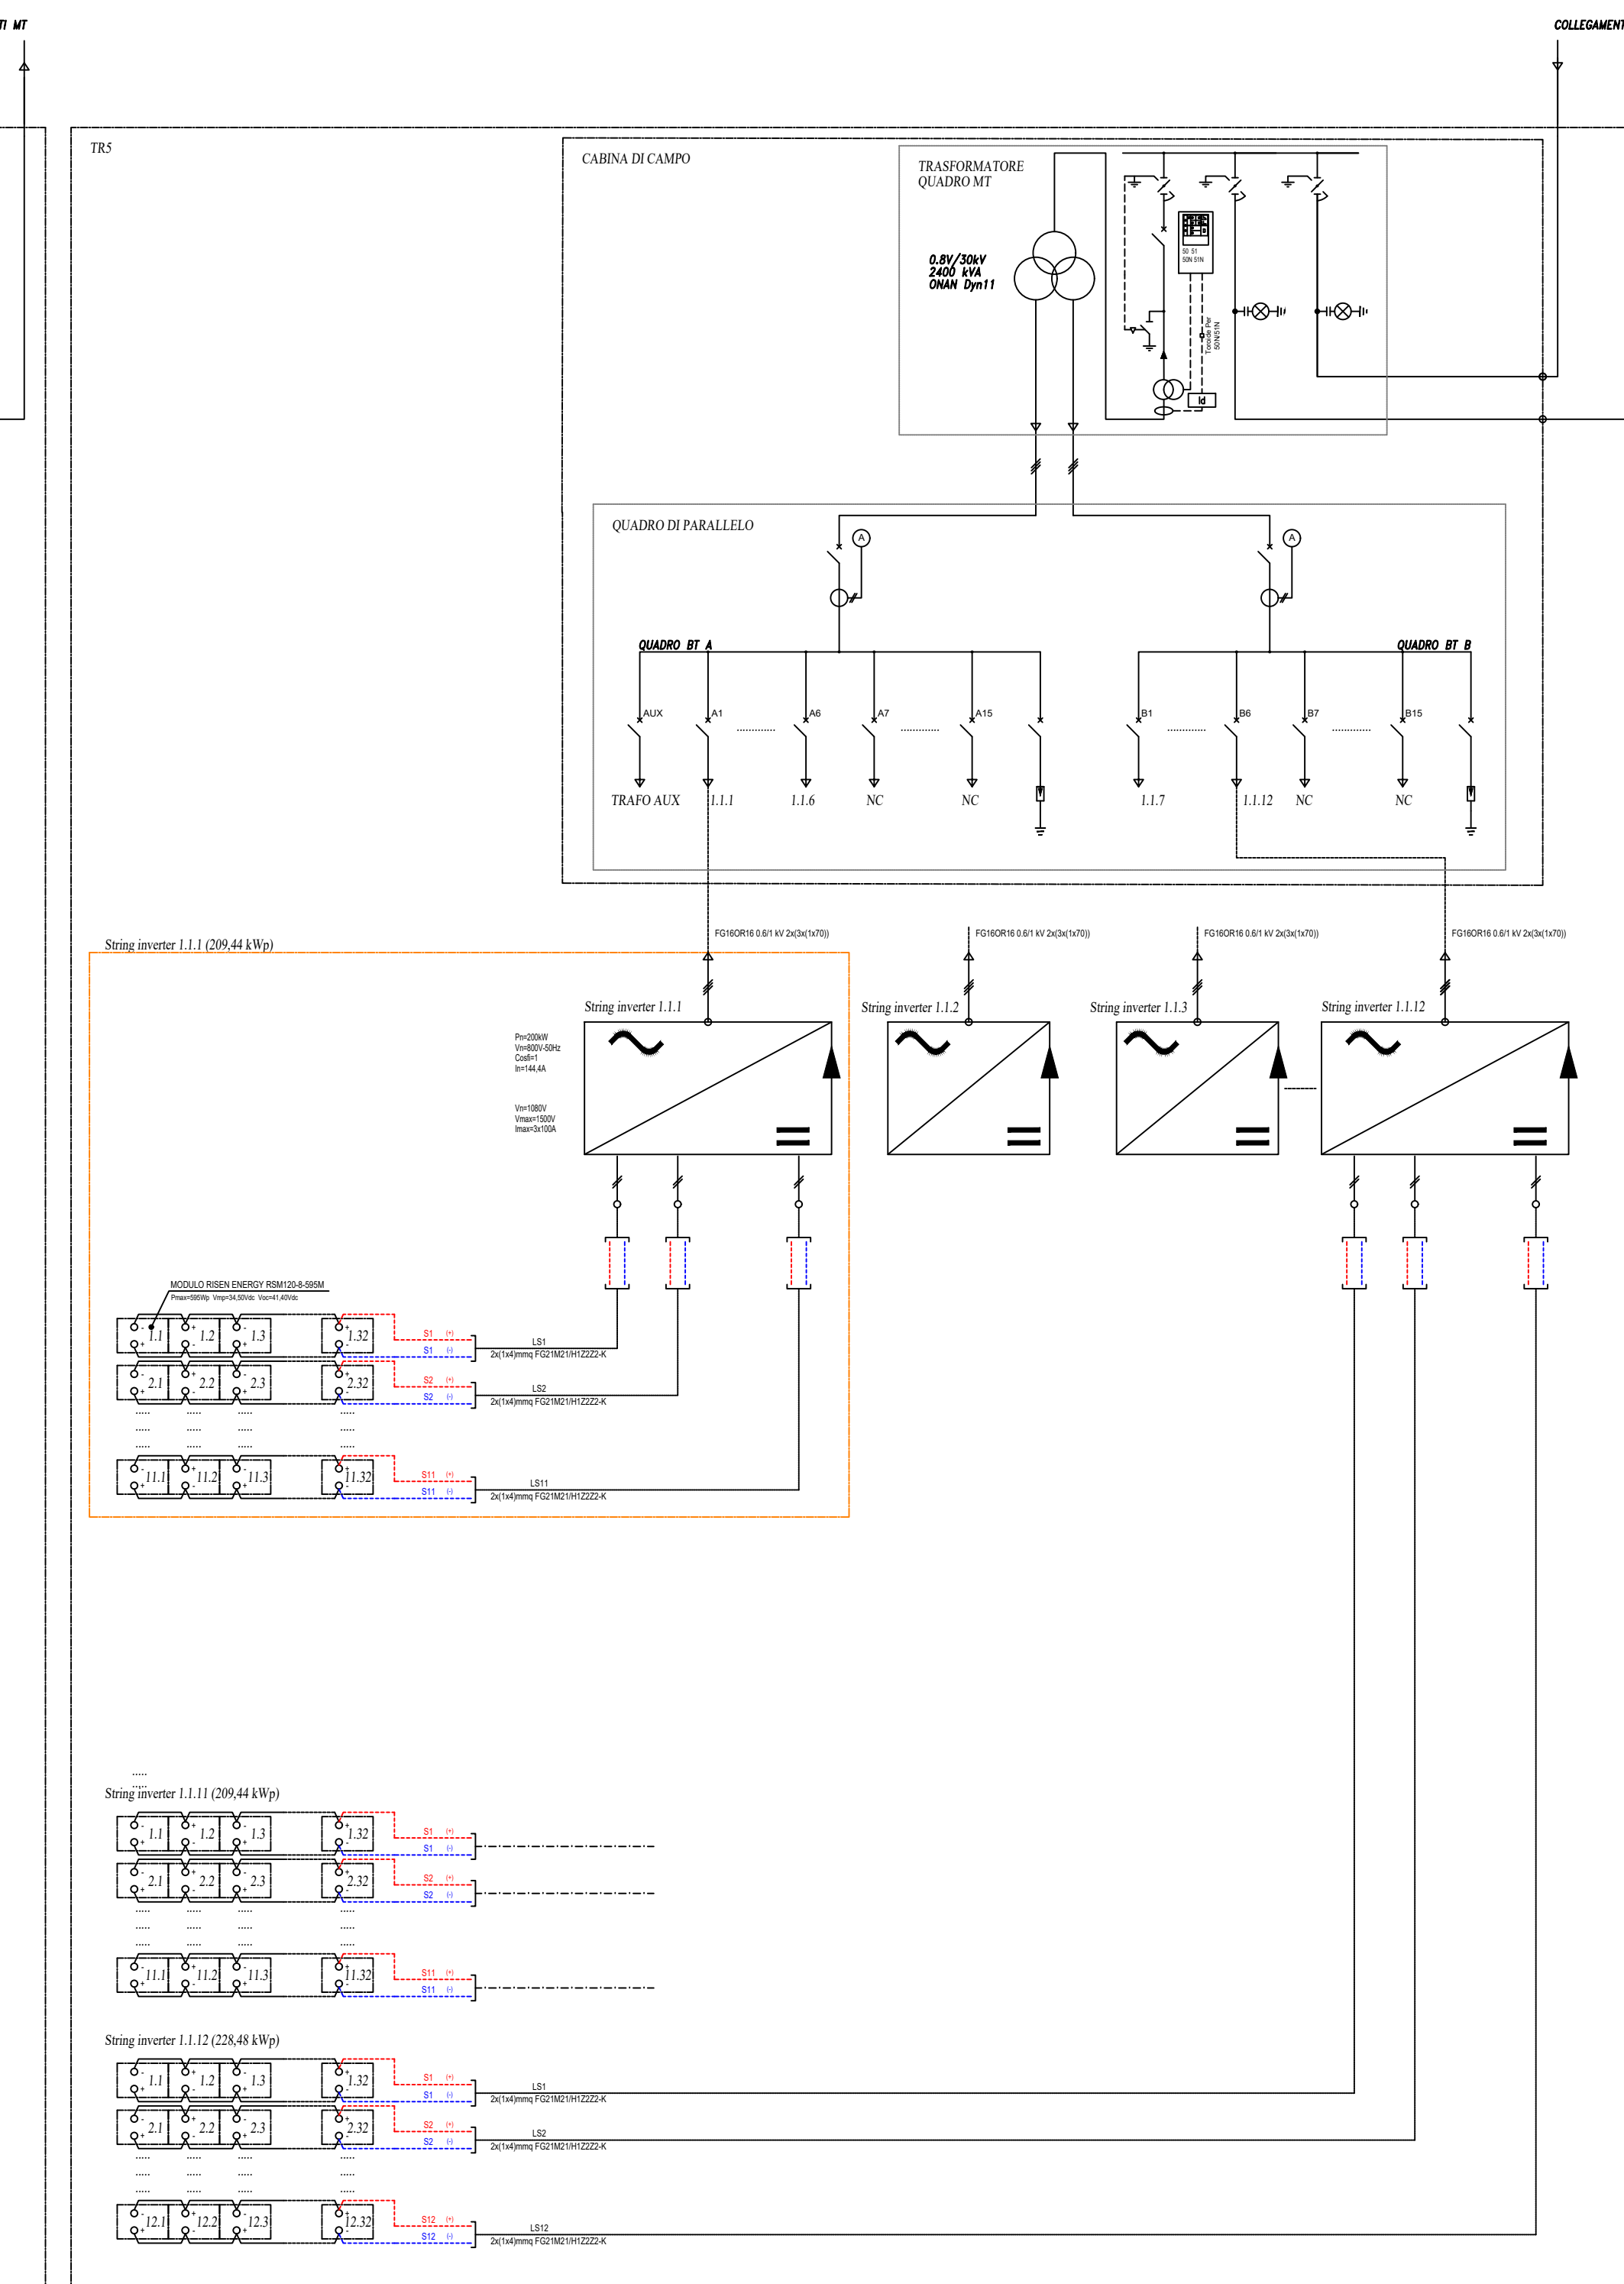 TI MT
COLLEGAMENT
TR5
CABINA DI CAMPO
TRASFORMATORE
QUADRO MT
0.8V/30kV
2400 kVA
ONAN Dyn11
50 51
50N 51N
Toroide Per
50N/51N
Id
QUADRO DI PARALLELO
A
A
QUADRO BT A
QUADRO BT B
AUX
A1
A6
A7
A15
B1
B6
B7
B15
.............
.............
.............
.............
TRAFO AUX
1.1.1
1.1.6
NC
NC
1.1.7
1.1.12
NC
NC
FG16OR16 0.6/1 kV 2x(3x(1x70))
FG16OR16 0.6/1 kV 2x(3x(1x70))
FG16OR16 0.6/1 kV 2x(3x(1x70))
FG16OR16 0.6/1 kV 2x(3x(1x70))
String inverter 1.1.1 (209,44 kWp)
String inverter 1.1.1
String inverter 1.1.2
String inverter 1.1.3
String inverter 1.1.12
Pn=200kW
Vn=800V-50Hz
Cosfi=1
In=144,4A
Vn=1080V
Vmax=1500V
Imax=3x100A
MODULO RISEN ENERGY RSM120-8-595M
Pmax=595Wp Vmp=34,50Vdc Voc=41,40Vdc
1.1 1.2 1.3 1.32
S1 (+)
S1 (-)
LS1
2x(1x4)mmq FG21M21/H1Z2Z2-K
2.1 2.2 2.3 2.32
S2 (+)
S2 (-)
LS2
2x(1x4)mmq FG21M21/H1Z2Z2-K
..... ..... ..... .....
..... ..... ..... .....
..... ..... ..... .....
11.1 11.2 11.3 11.32
S11 (+)
S11 (-)
LS11
2x(1x4)mmq FG21M21/H1Z2Z2-K
.....
.....
String inverter 1.1.11 (209,44 kWp)
1.1 1.2 1.3 1.32
S1 (+)
S1 (-)
2.1 2.2 2.3 2.32
S2 (+)
S2 (-)
..... ..... ..... .....
..... ..... ..... .....
..... ..... ..... .....
11.1 11.2 11.3 11.32
S11 (+)
S11 (-)
String inverter 1.1.12 (228,48 kWp)
1.1 1.2 1.3 1.32
S1 (+)
S1 (-)
LS1
2x(1x4)mmq FG21M21/H1Z2Z2-K
2.1 2.2 2.3 2.32
S2 (+)
S2 (-)
LS2
2x(1x4)mmq FG21M21/H1Z2Z2-K
..... ..... ..... .....
..... ..... ..... .....
..... ..... ..... .....
12.1 12.2 12.3 12.32
S12 (+)
S12 (-)
LS12
2x(1x4)mmq FG21M21/H1Z2Z2-K